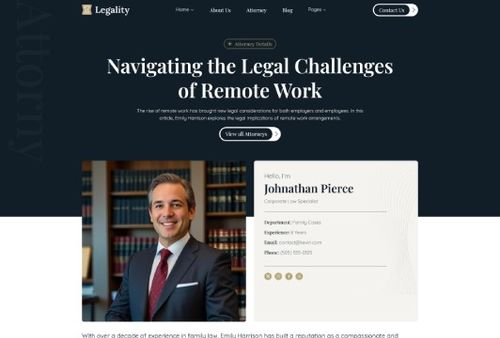 Attorny
Legality
Home
About Us
Attorney
Blog
Pages
Contact Us
Attorney Details
Navigating the Legal Challenges
of Remote Work
The rise of remote work has brought new legal considerations for both employers and employees. In this
article, Emily Harrison explores the legal implications of remote work arrangements.
View all Attorneys
Hello, I'm
Johnathan Pierce
Corporate Law Specialist
Department: Family Cases
Experience: 8 Years
Email:
Phone: (505) 555-0125
With over a decade of experience in family law, Emily Harrison has built a reputation as a compassionate and